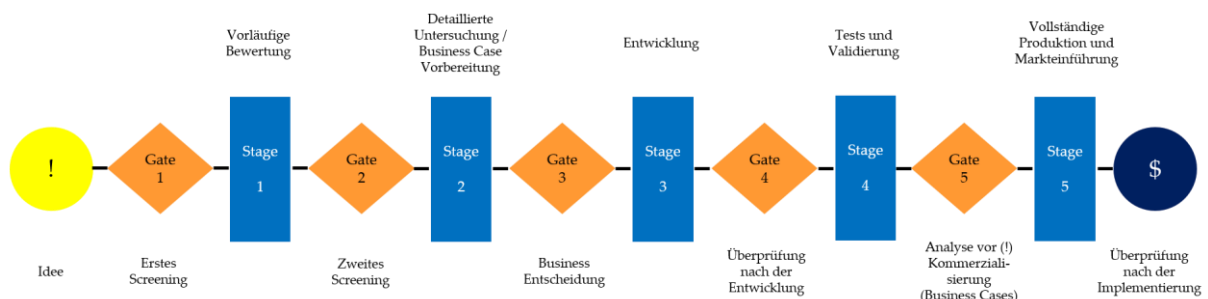 Vorläufige
Bewertung
Detaillierte
Untersuchung /
Business Case
Vorbereitung
Entwicklung
Tests und
Validierung
Vollständige
Produktion und
Markteinführung
!
Gate
1
Stage
1
Gate
2
Stage
2
Gate
3
Stage
3
Gate
4
Stage
4
Gate
5
Stage
5
$
Idee
Erstes
Screening
Zweites
Screening
Business
Entscheidung
Überprüfung
nach der
Entwicklung
Analyse vor (!)
Kommerziali-
sierung
(Business Cases)
Überprüfung
nach der
Implementierung